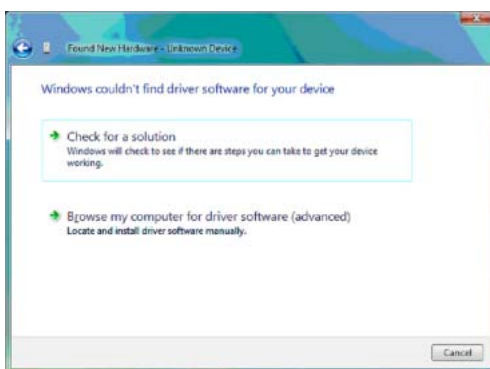 Found New Hardware - Unknown Device
Windows couldn't find driver software for your device
Check for a solution
Windows will check to see if there are steps you can take to get your device
working.
Browse my computer for driver software (advanced)
Locate and install driver software manually.
Cancel